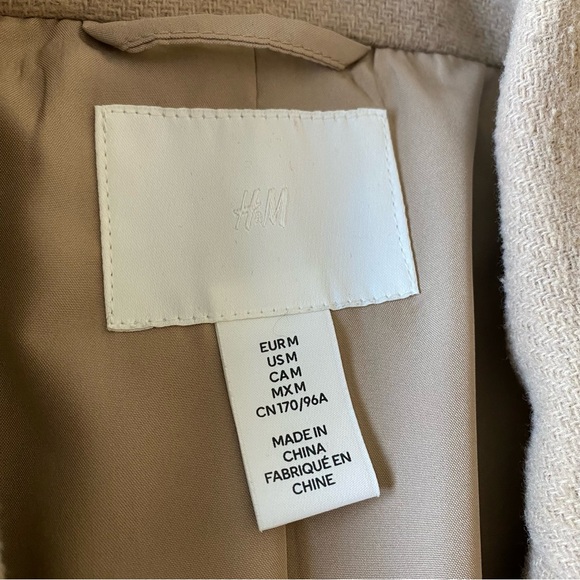 H&M
EUR M
US M
CA M
MX M
CN 170/96A
MADE IN
CHINA
FABRIQUÉ EN
CHINE